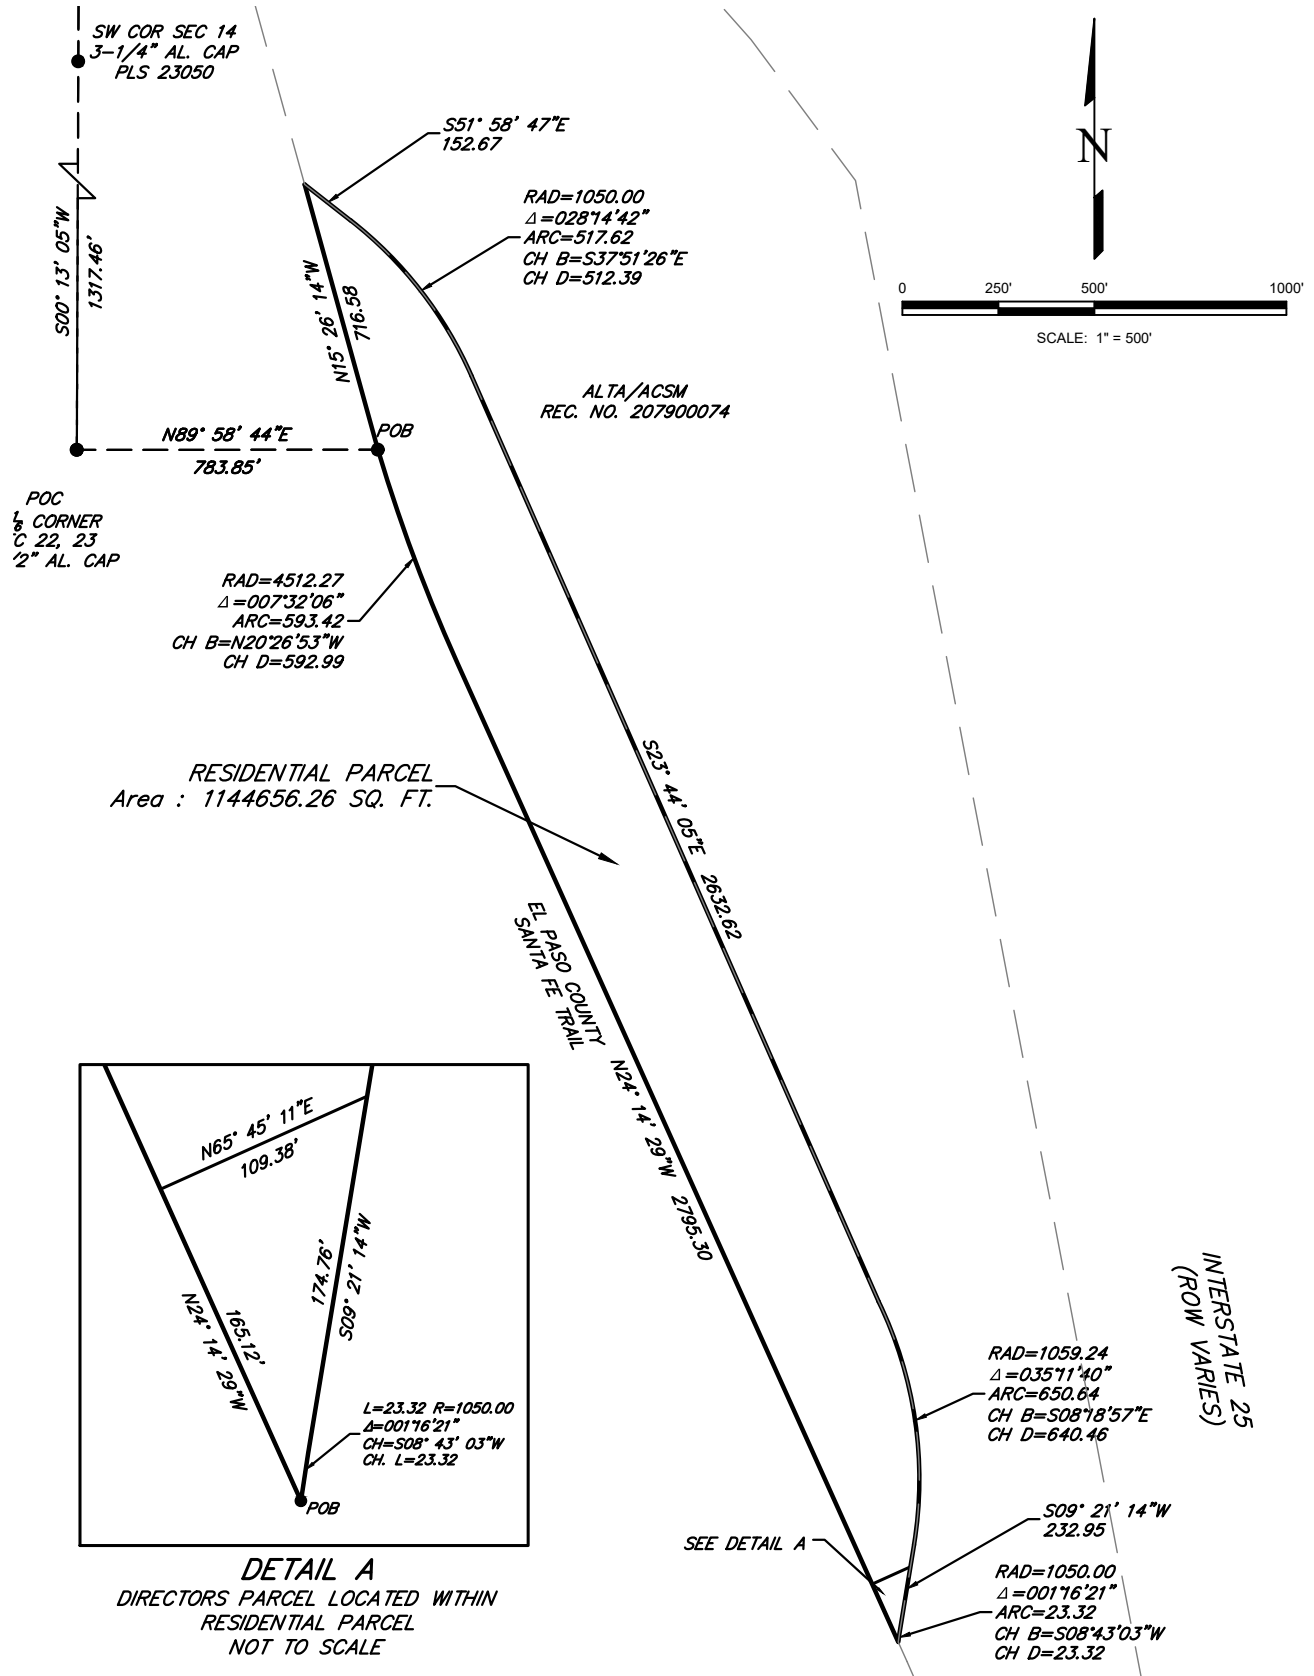 SW COR SEC 14
3-1/4" AL. CAP
PLS 23050
S51° 58' 47"E
152.67
N
RAD=1050.00
Δ=028°14'42"
ARC=517.62
CH B=S37°51'26"E
CH D=512.39
S00° 13' 05"W
1317.46'
0 250' 500' 1000'
SCALE: 1" = 500'
N15° 26' 14"W
716.58
ALTA/ACSM
REC. NO. 207900074
N89° 58' 44"E
783.85'
POB
POC
CORNER
C 22, 23
/2" AL. CAP
RAD=4512.27
Δ=007°32'06"
ARC=593.42
CH B=N20°26'53"W
CH D=592.99
RESIDENTIAL PARCEL
Area : 1144656.26 SQ. FT.
S23° 44' 05"E 2632.62
EL PASO COUNTY
SANTA FE TRAIL
N24° 14' 29"W 2795.30
N65° 45' 11"E
109.38'
174.76'
S09° 21' 14"W
165.12'
N24° 14' 29"W
L=23.32 R=1050.00
Δ=001°16'21"
CH=S08° 43' 03"W
CH. L=23.32
POB
DETAIL A
DIRECTORS PARCEL LOCATED WITHIN
RESIDENTIAL PARCEL
NOT TO SCALE
INTERSTATE 25
(ROW VARIES)
RAD=1059.24
Δ=035°11'40"
ARC=650.64
CH B=S08°18'57"E
CH D=640.46
S09° 21' 14"W
232.95
SEE DETAIL A
RAD=1050.00
Δ=001°16'21"
ARC=23.32
CH B=S08°43'03"W
CH D=23.32